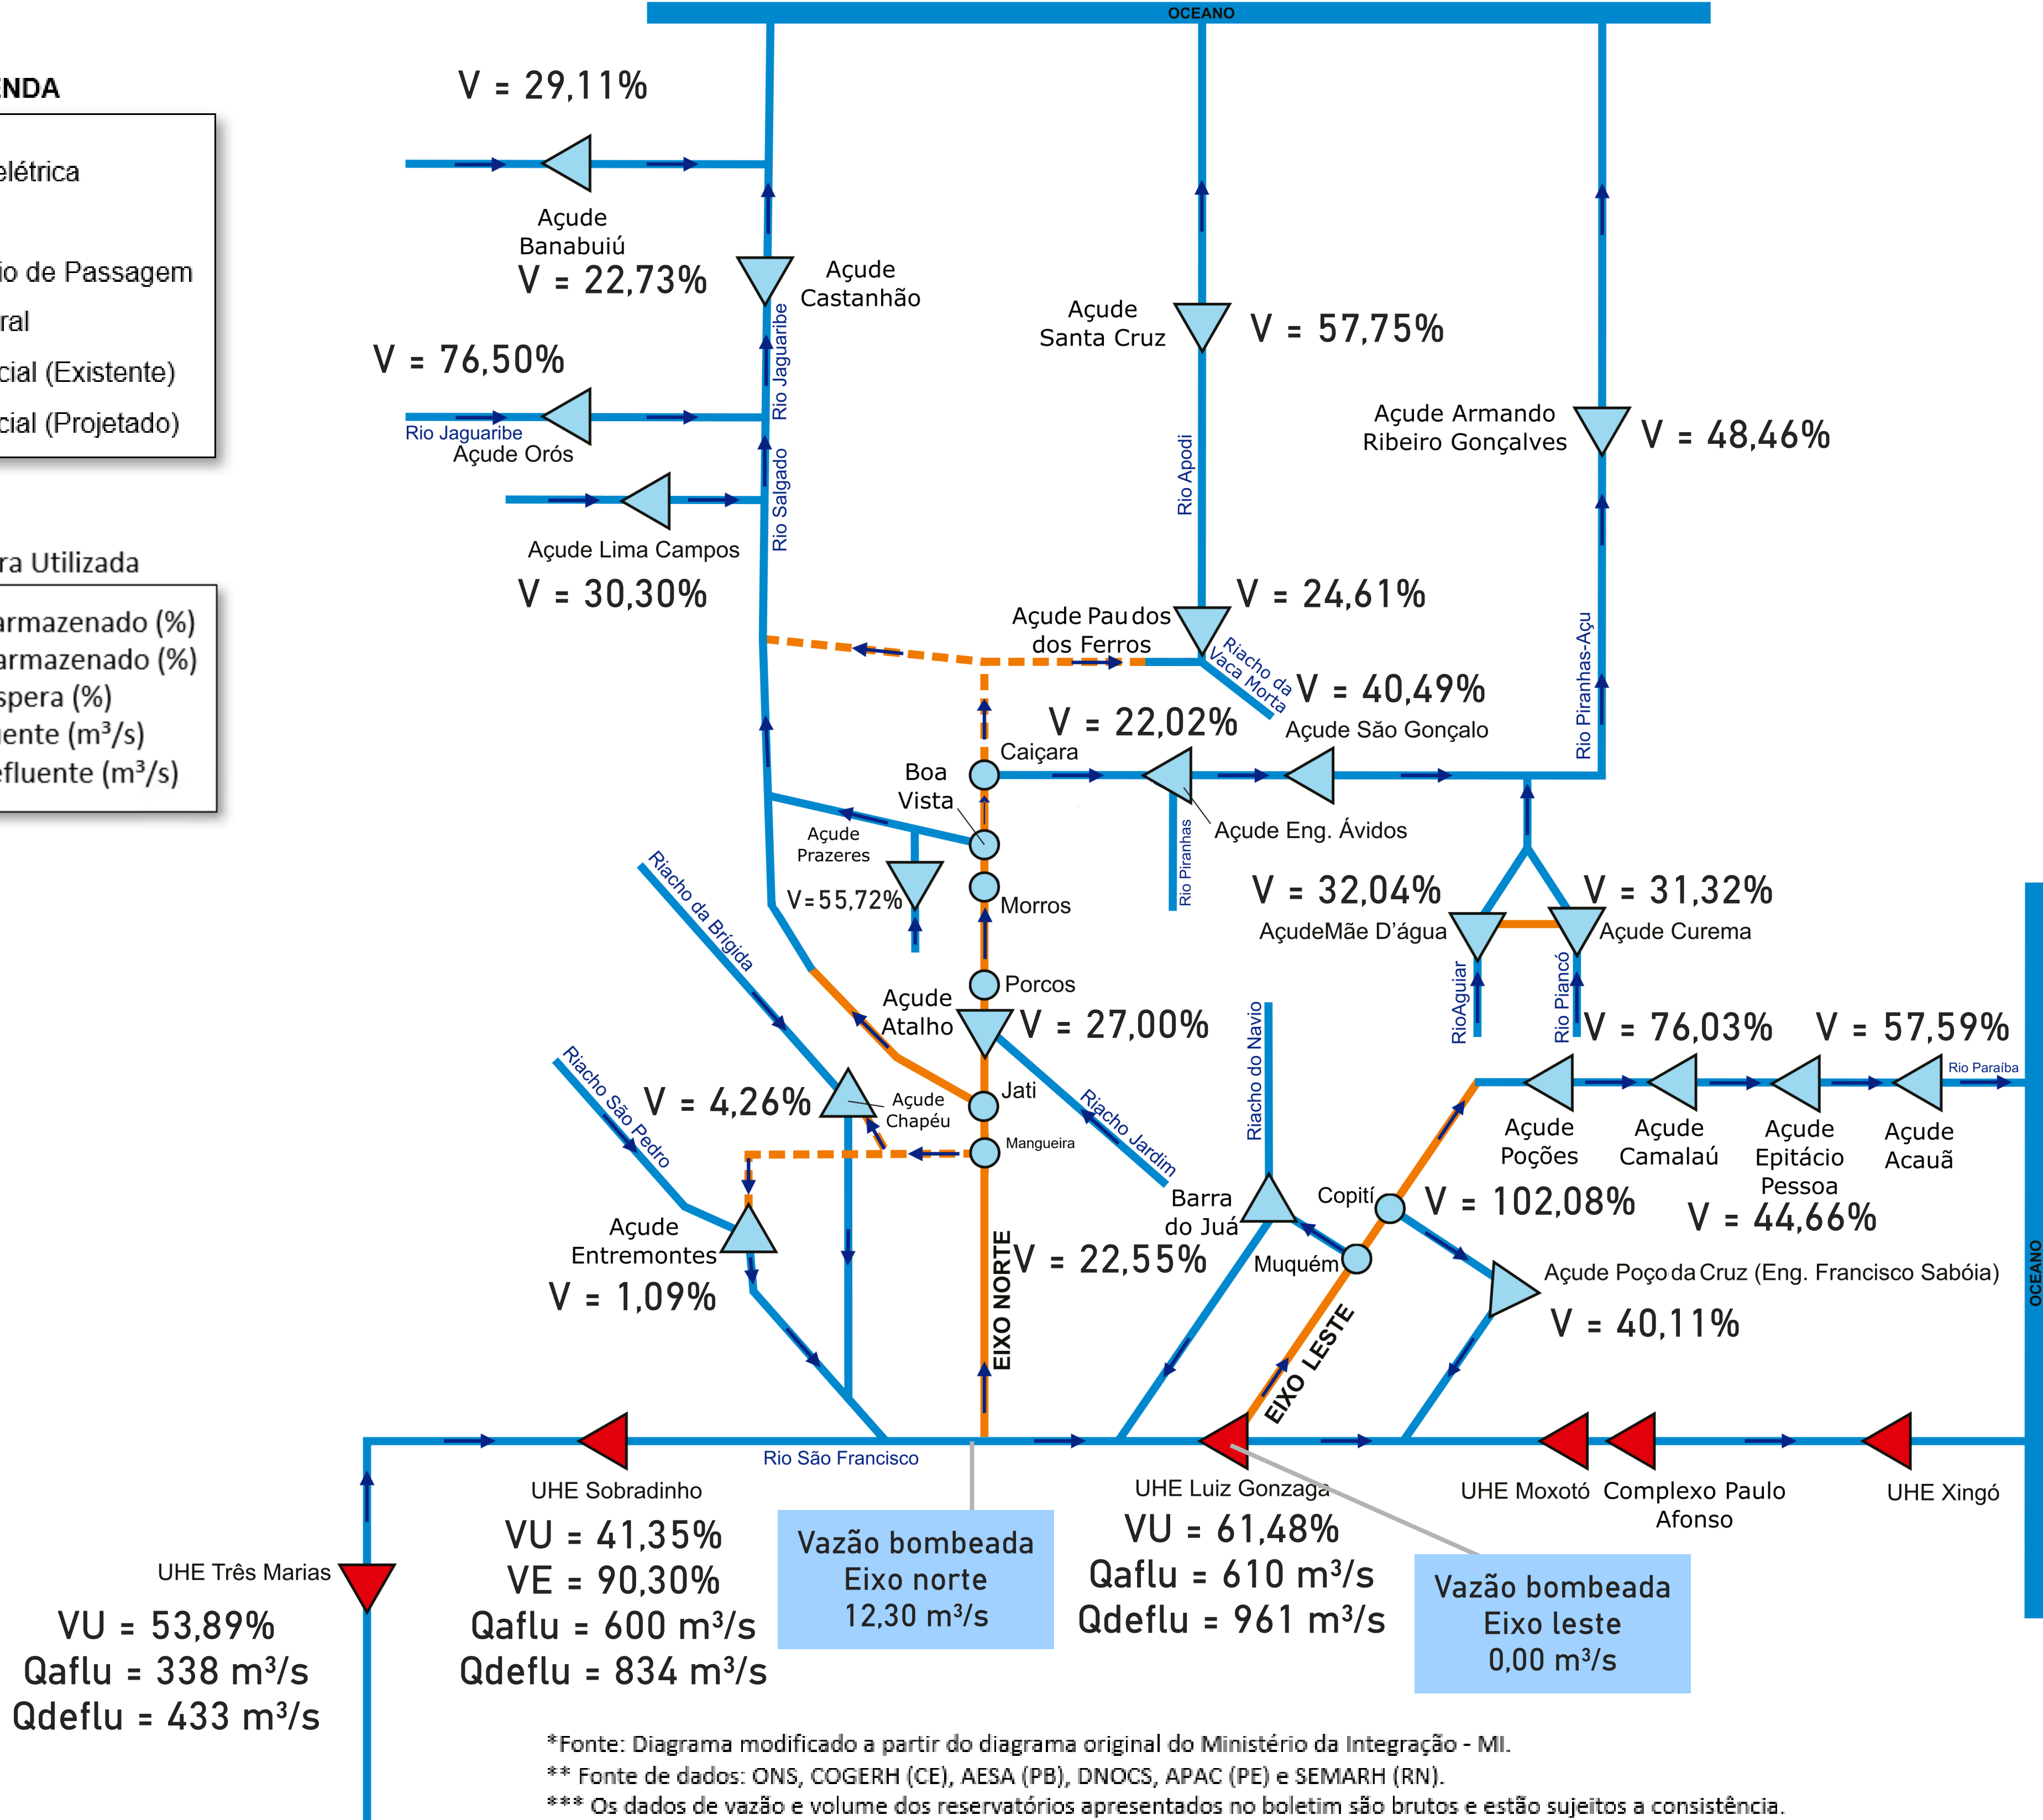 OCEANO
ENDA
elétrica
io de Passagem
ral
cial (Existente)
cial (Projetado)
ra Utilizada
armazenado (%)
armazenado (%)
spera (%)
uente (m³/s)
efluente (m³/s)
V = 29,11%
Açude
Banabuiú
V = 22,73%
Açude
Castanhão
Rio Jaguaribe
V = 76,50%
Rio Jaguaribe
Açude Orós
Rio Salgado
Açude Lima Campos
V = 30,30%
Açude
Santa Cruz
V = 57,75%
Rio Apodi
Açude Armando
Ribeiro Gonçalves
V = 48,46%
Rio Piranhas-Açu
V = 24,61%
Açude Pau dos
dos Ferros
Riacho da
Vaca Morta
V = 40,49%
Açude São Gonçalo
V = 22,02%
Caiçara
Boa
Vista
Açude Eng. Ávidos
Rio Piranhas
Açude
Prazeres
V=55,72%
Morros
Riacho da Brígida
V = 32,04%
AçudeMãe D'água
V = 31,32%
Açude Curema
RioAguiar
Rio Piancó
Porcos
Açude
Atalho
V = 27,00%
Riacho do Navio
V = 76,03%
V = 57,59%
Rio Paraíba
Riacho São Pedro
V = 4,26%
Açude
Chapéu
Jati
Mangueira
Riacho Jardim
Açude
Poções
Açude
Camalaú
Açude
Epitácio
Pessoa
Açude
Acauã
Barra
do Juá
Copití
V = 102,08%
V = 44,66%
Açude
Entremontes
V = 1,09%
EIXO NORTE
V = 22,55%
Muquém
Açude Poço da Cruz (Eng. Francisco Sabóia)
V = 40,11%
EIXO LESTE
OCEANO
Rio São Francisco
UHE Sobradinho
VU = 41,35%
VE = 90,30%
Qaflu = 600 m³/s
Qdeflu = 834 m³/s
Vazão bombeada
Eixo norte
12,30 m³/s
UHE Luiz Gonzaga
VU = 61,48%
Qaflu = 610 m³/s
Qdeflu = 961 m³/s
UHE Moxotó
Complexo Paulo
Afonso
UHE Xingó
Vazão bombeada
Eixo leste
0,00 m³/s
UHE Três Marias
VU = 53,89%
Qaflu = 338 m³/s
Qdeflu = 433 m³/s
*Fonte: Diagrama modificado a partir do diagrama original do Ministério da Integração - MI.
** Fonte de dados: ONS, COGERH (CE), AESA (PB), DNOCS, APAC (PE) e SEMARH (RN).
*** Os dados de vazão e volume dos reservatórios apresentados no boletim são brutos e estão sujeitos a consistência.